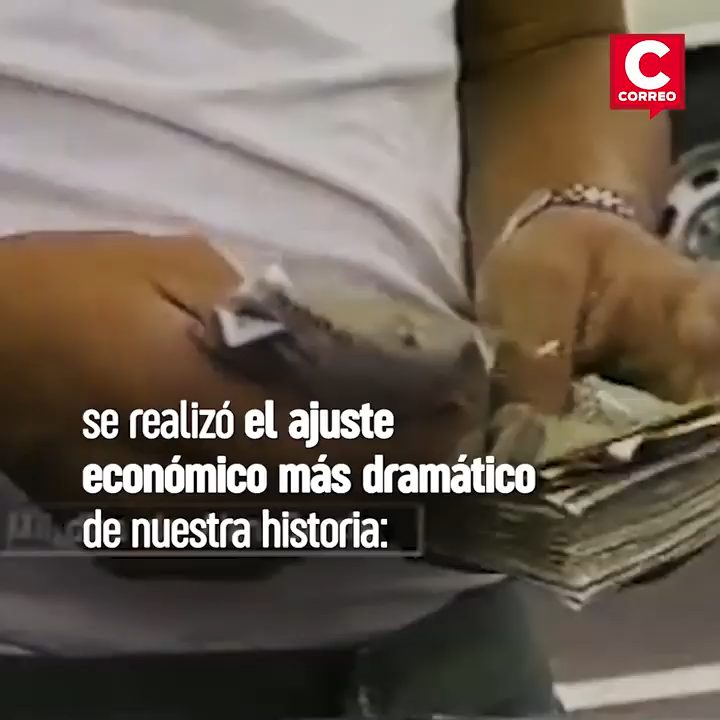 C
CORREO
se realizó el ajuste
económico más dramático
de nuestra historia: